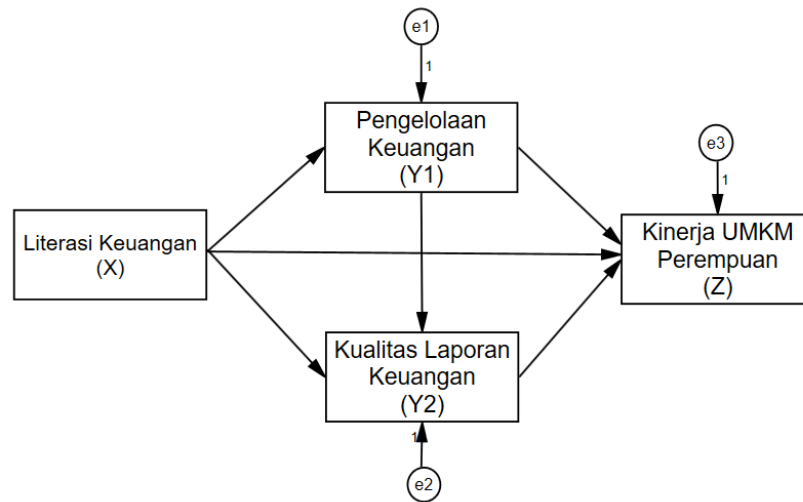 e1
1
Pengelolaan
Keuangan
(Y1)
e3
1
Literasi Keuangan
(X)
Kinerja UMKM
Perempuan
(Z)
Kualitas Laporan
Keuangan
(Y2)
1
e2